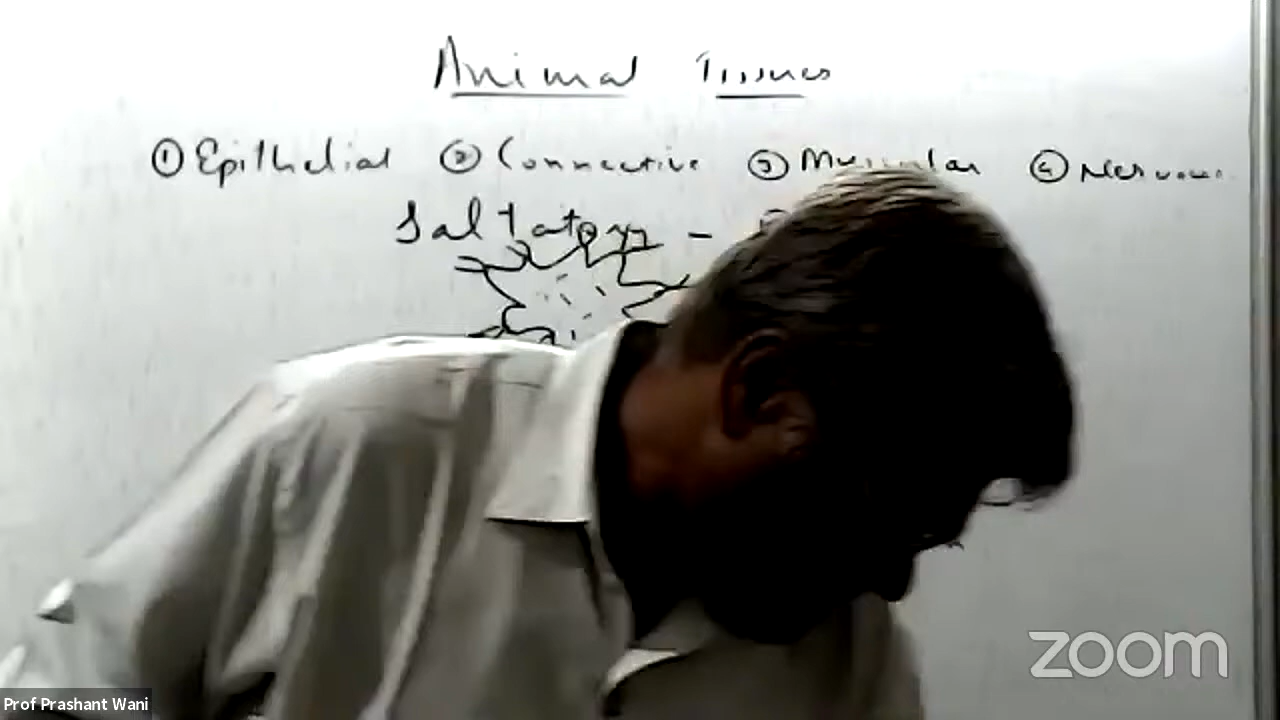 Animal Tissues
① Epithelial ② Connective ③ Muscular ④ Nervous
Saltatory -
zoom
Prof Prashant Wani